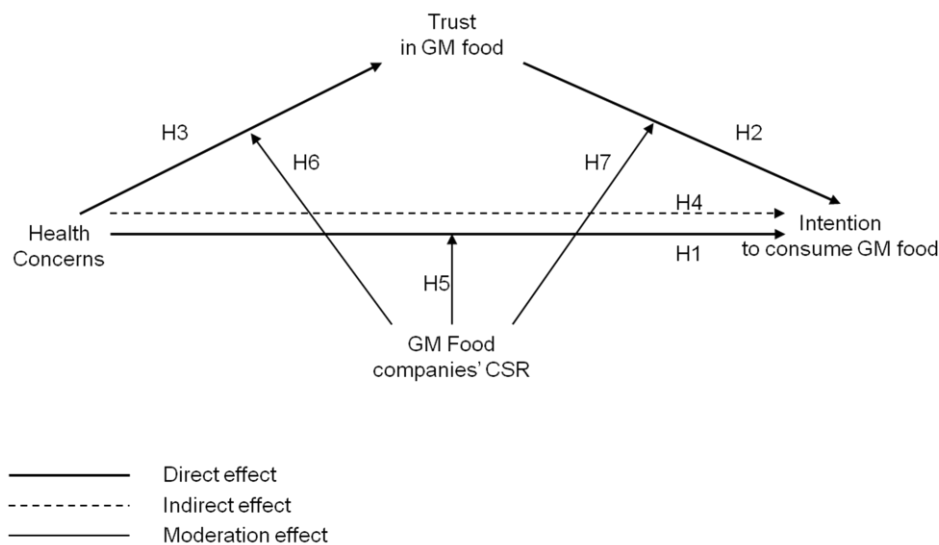 Trust
in GM food
H3
H2
H6
H7
H4
Health
Concerns
Intention
to consume GM food
H1
H5
GM Food
companies' CSR
Direct effect
Indirect effect
Moderation effect